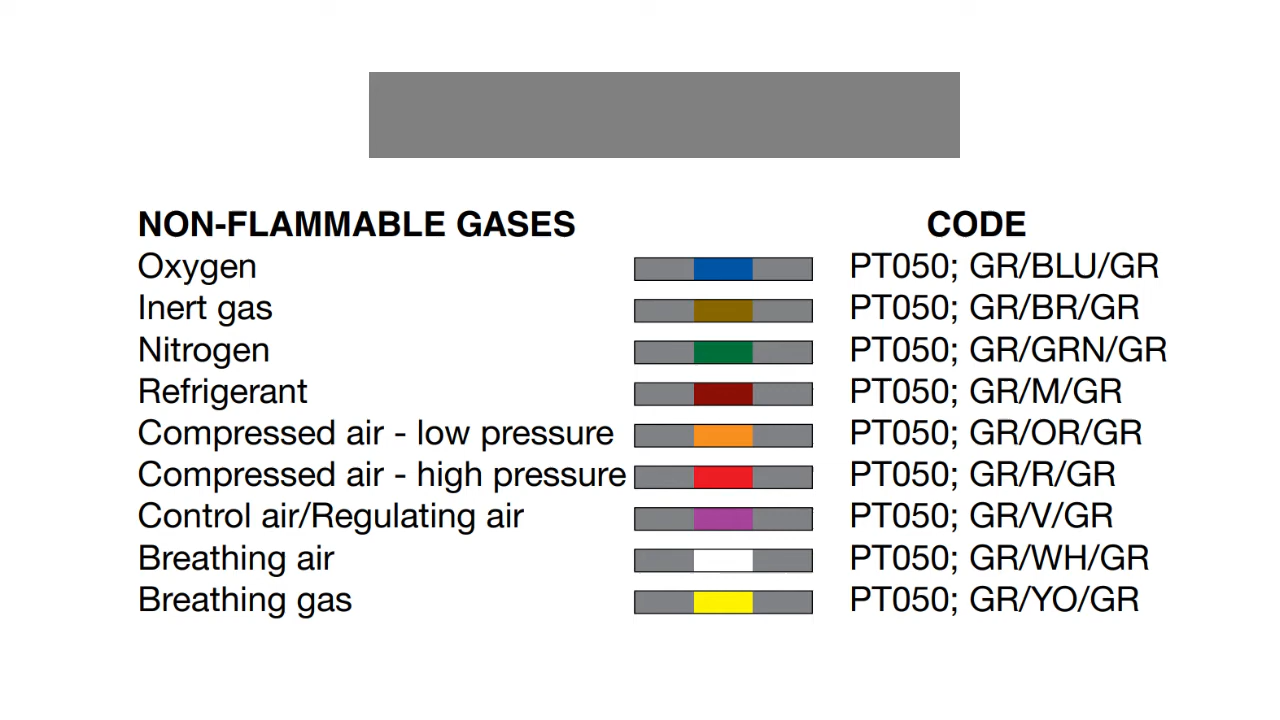 NON-FLAMMABLE GASES CODE
Oxygen PT050; GR/BLU/GR
Inert gas PT050; GR/BR/GR
Nitrogen PT050; GR/GRN/GR
Refrigerant PT050; GR/M/GR
Compressed air - low pressure PT050; GR/OR/GR
Compressed air - high pressure PT050; GR/R/GR
Control air/Regulating air PT050; GR/V/GR
Breathing air PT050; GR/WH/GR
Breathing gas PT050; GR/YO/GR